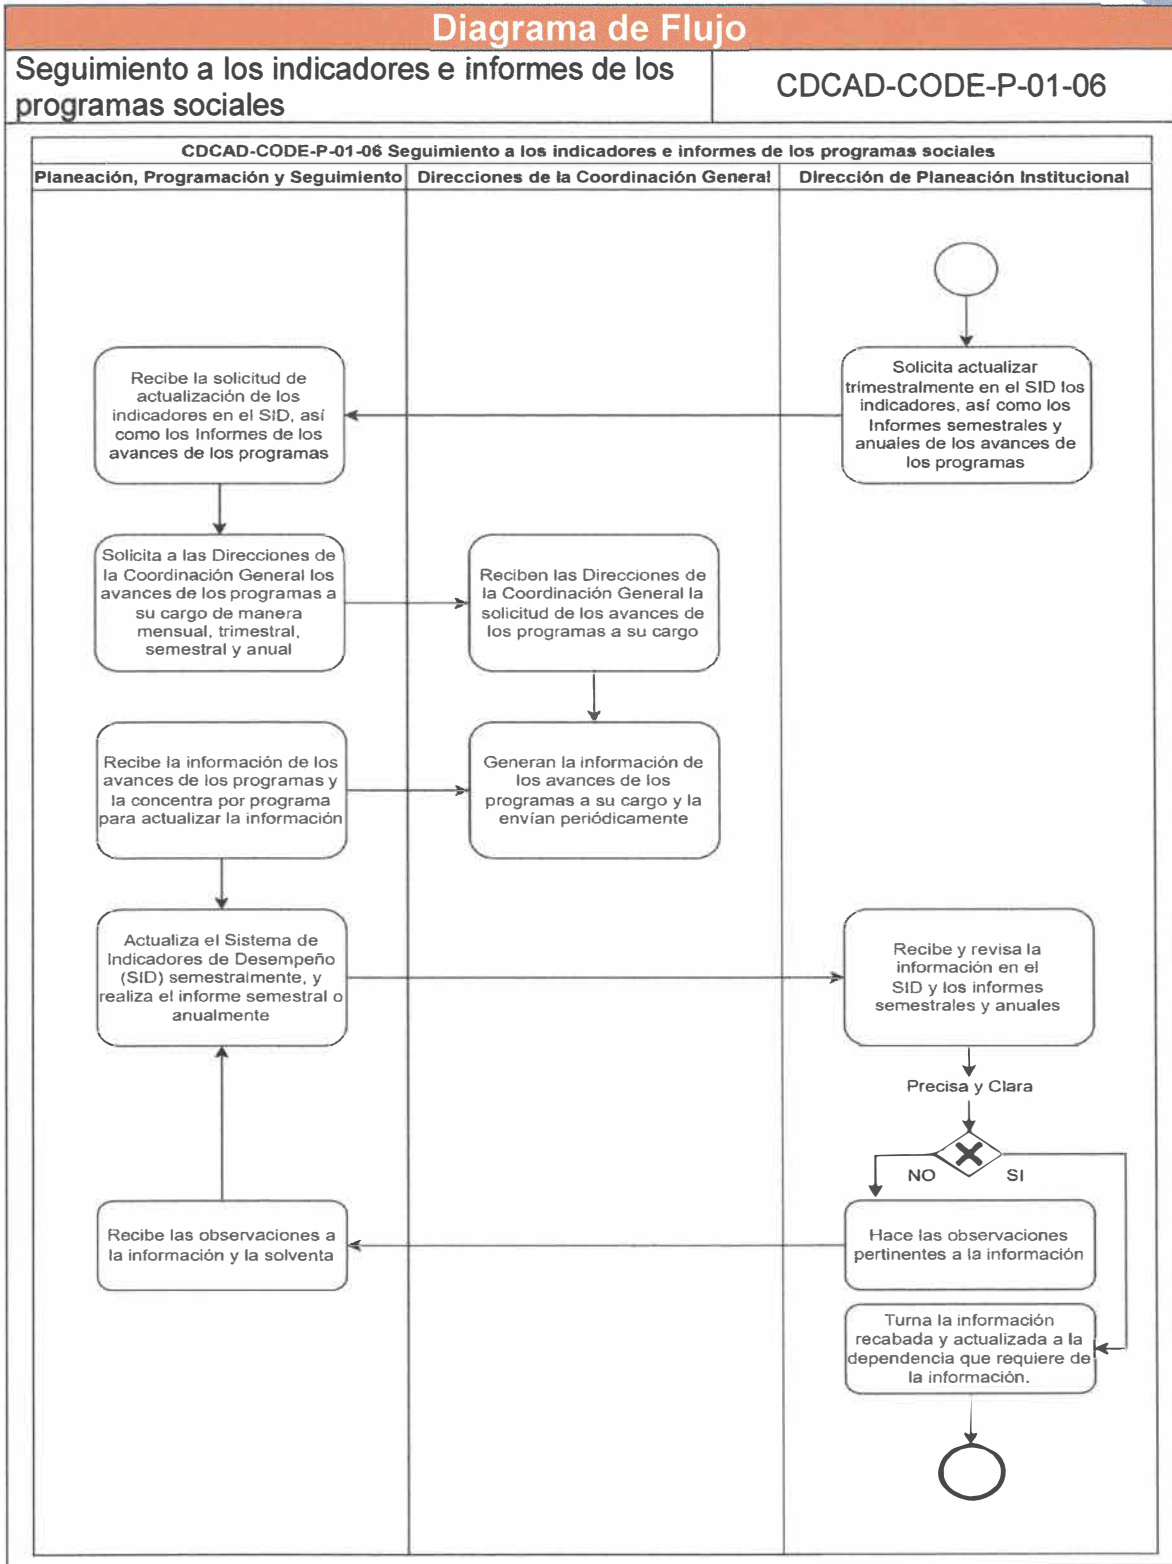 Diagrama de Flujo
Seguimiento a los indicadores e informes de los
programas sociales
CDCAD-CODE-P-01-06
CDCAD-CODE-P-01-06 Seguimiento a los indicadores e informes de los programas sociales
Planeación, Programación y Seguimiento
Direcciones de la Coordinación General
Dirección de Planeación Institucional
Solicita actualizar
trimestralmente en el SID los
indicadores, así como los
Informes semestrales y
anuales de los avances de
los programas
Recibe la solicitud de
actualización de los
indicadores en el SID, así
como los Informes de los
avances de los programas
Solicita a las Direcciones de
la Coordinación General los
avances de los programas a
su cargo de manera
mensual, trimestral,
semestral y anual
Reciben las Direcciones de
la Coordinación General la
solicitud de los avances de
los programas a su cargo
Recibe la información de los
avances de los programas y
la concentra por programa
para actualizar la información
Generan la información de
los avances de los
programas a su cargo y la
envían periódicamente
Actualiza el Sistema de
Indicadores de Desempeño
(SID) semestralmente, y
realiza el informe semestral o
anualmente
Recibe y revisa la
información en el
SID y los informes
semestrales y anuales
Precisa y Clara
NO
SI
Recibe las observaciones a
la información y la solventa
Hace las observaciones
pertinentes a la información
Turna la información
recabada y actualizada a la
dependencia que requiere de
la información.